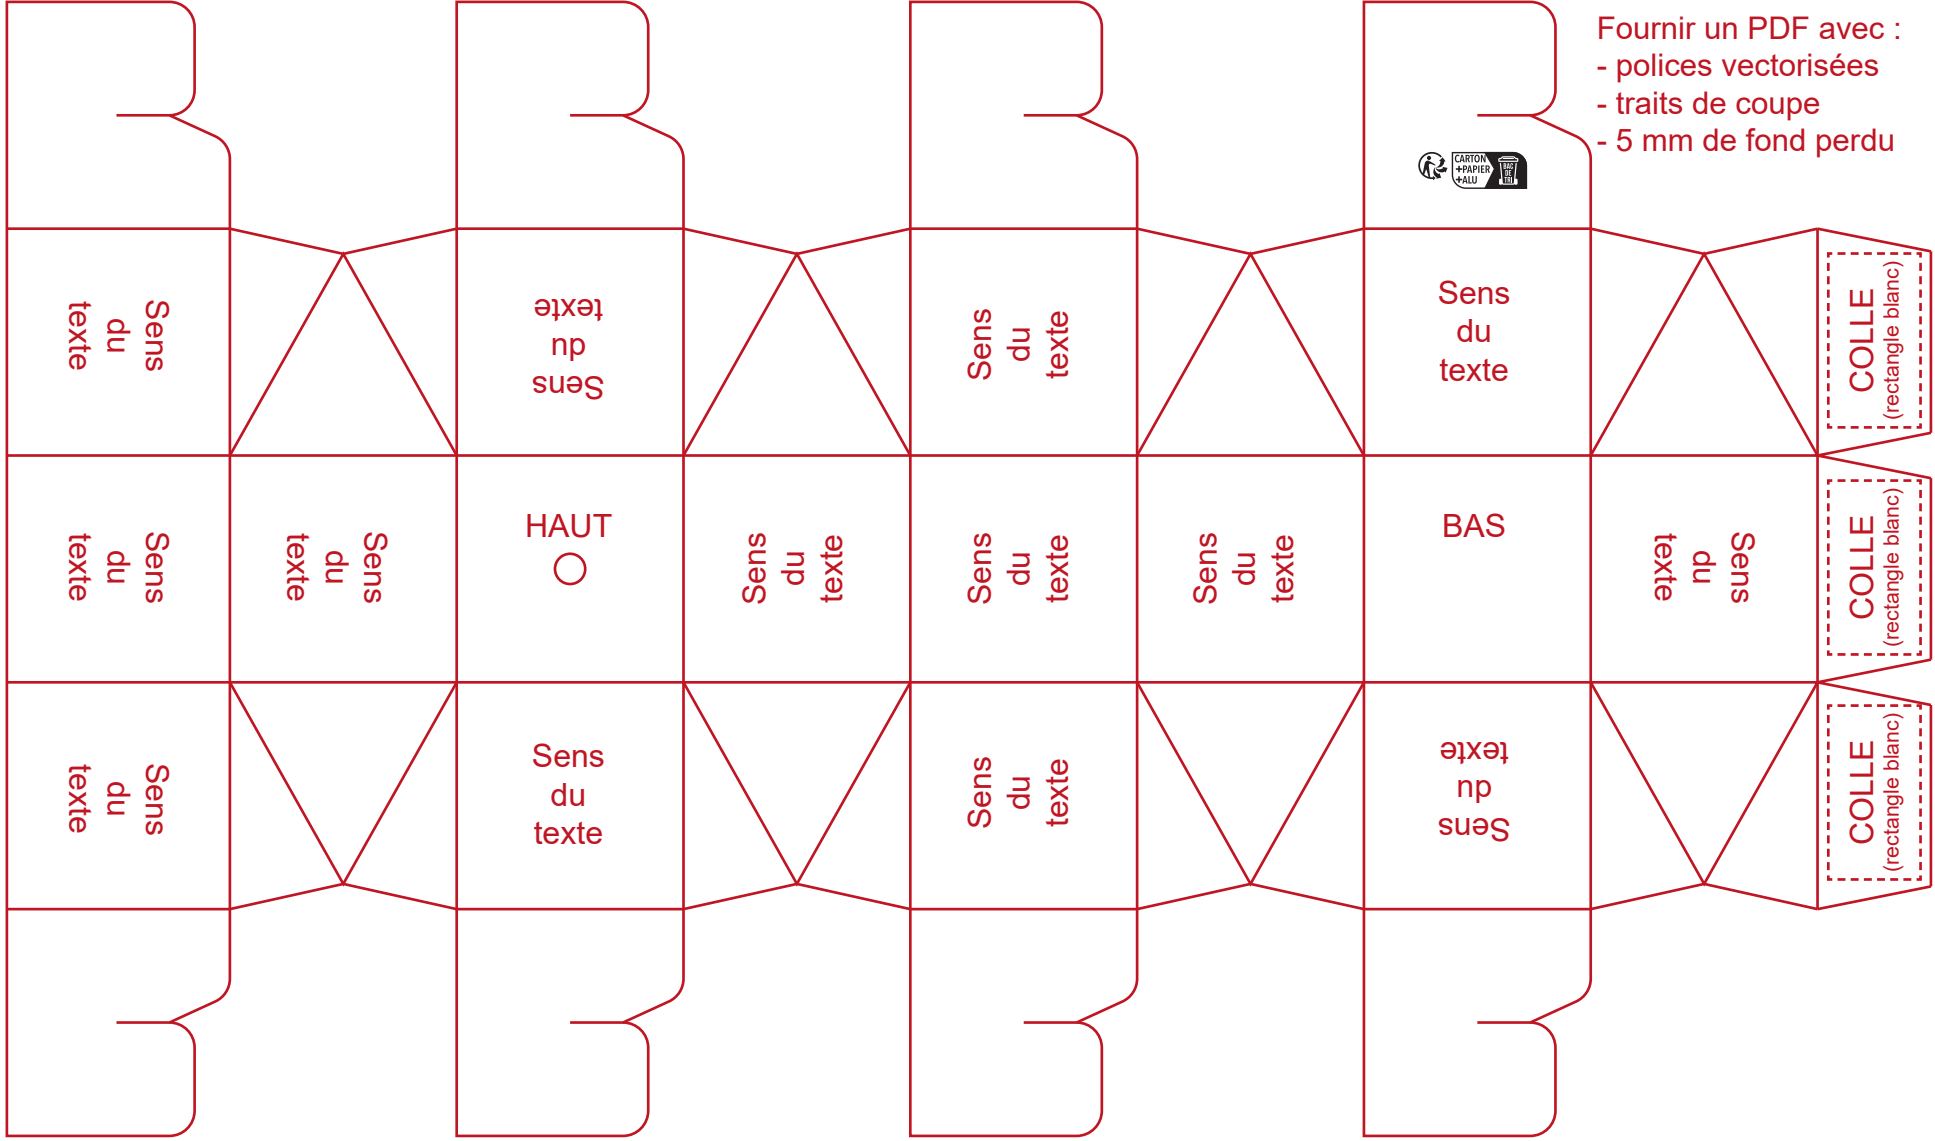 Fournir un PDF avec :
- polices vectorisées
- traits de coupe
- 5 mm de fond perdu
CARTON
+PAPIER
+ALU
BAC
DE
TRI
Sens
du
texte
Sens
du
texte
Sens
du
texte
Sens
du
texte
COLLE
(rectangle blanc)
Sens
du
texte
Sens
du
texte
HAUT
Sens
du
texte
Sens
du
texte
Sens
du
texte
BAS
Sens
du
texte
COLLE
(rectangle blanc)
Sens
du
texte
Sens
du
texte
Sens
du
texte
Sens
du
texte
COLLE
(rectangle blanc)